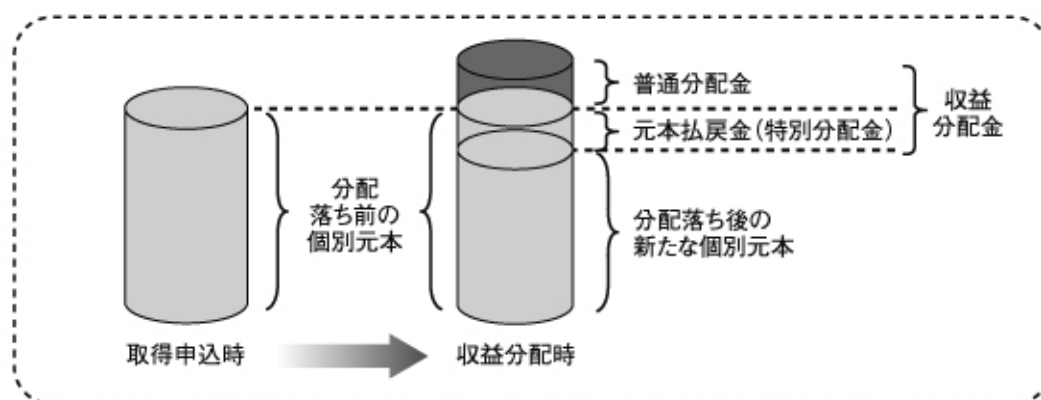 普通分配金
収益
分配金
元本払戻金(特別分配金)
分配
落ち前の
個別元本
分配落ち後の
新たな個別元本
取得申込時
収益分配時